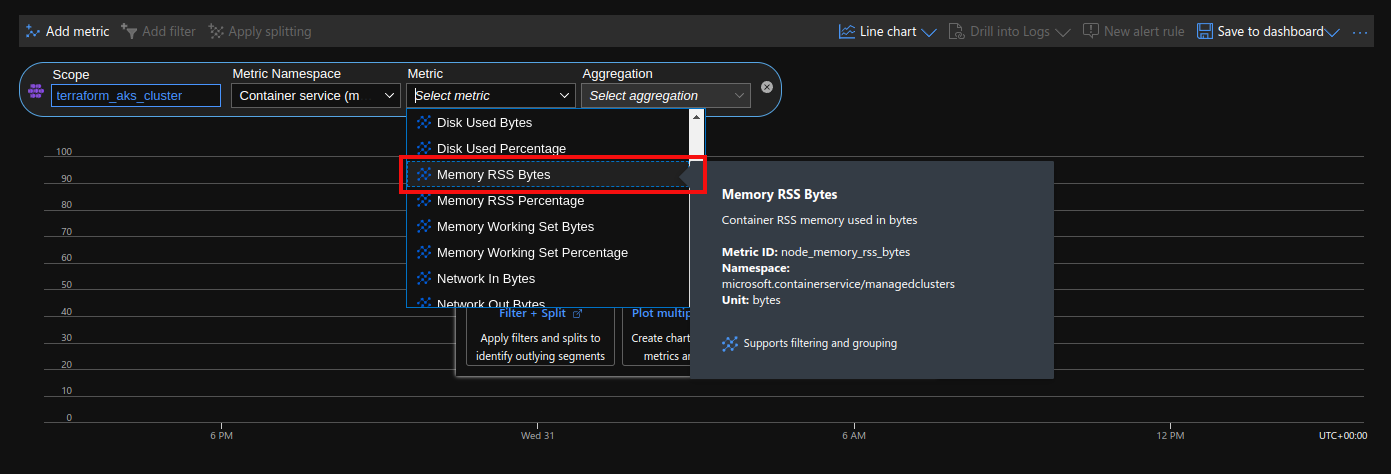 Add metric
Add filter
Apply splitting
Line chart
Drill into Logs
New alert rule
Save to dashboard
...
Scope
Metric Namespace
Metric
Aggregation
terraform_aks_cluster
Container service (m
Select metric
Select aggregation
Disk Used Bytes
Disk Used Percentage
Memory RSS Bytes
Memory RSS Percentage
Memory Working Set Bytes
Memory Working Set Percentage
Network In Bytes
Network Out Bytes
Memory RSS Bytes
Container RSS memory used in bytes
Metric ID: node_memory_rss_bytes
Namespace:
microsoft.containerservice/managedclusters
Unit: bytes
Supports filtering and grouping
Filter + Split
Apply filters and splits to
identify outlying segments
Plot multip
Create chart
metrics an
100
90
80
70
60
50
40
30
20
10
0
6 PM
Wed 31
6 AM
12 PM
UTC+00:00